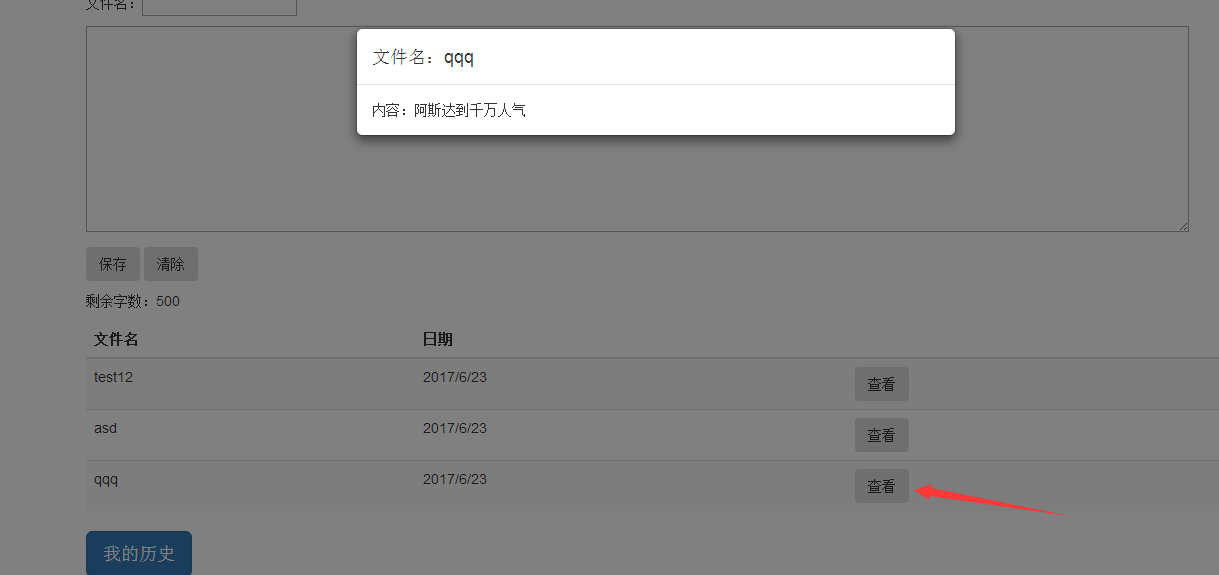 文件名：
文件名：qqq
内容：阿斯达到千万人气
保存 清除
剩余字数：500
文件名 日期
test12 2017/6/23 查看
asd 2017/6/23 查看
qqq 2017/6/23 查看
我的历史